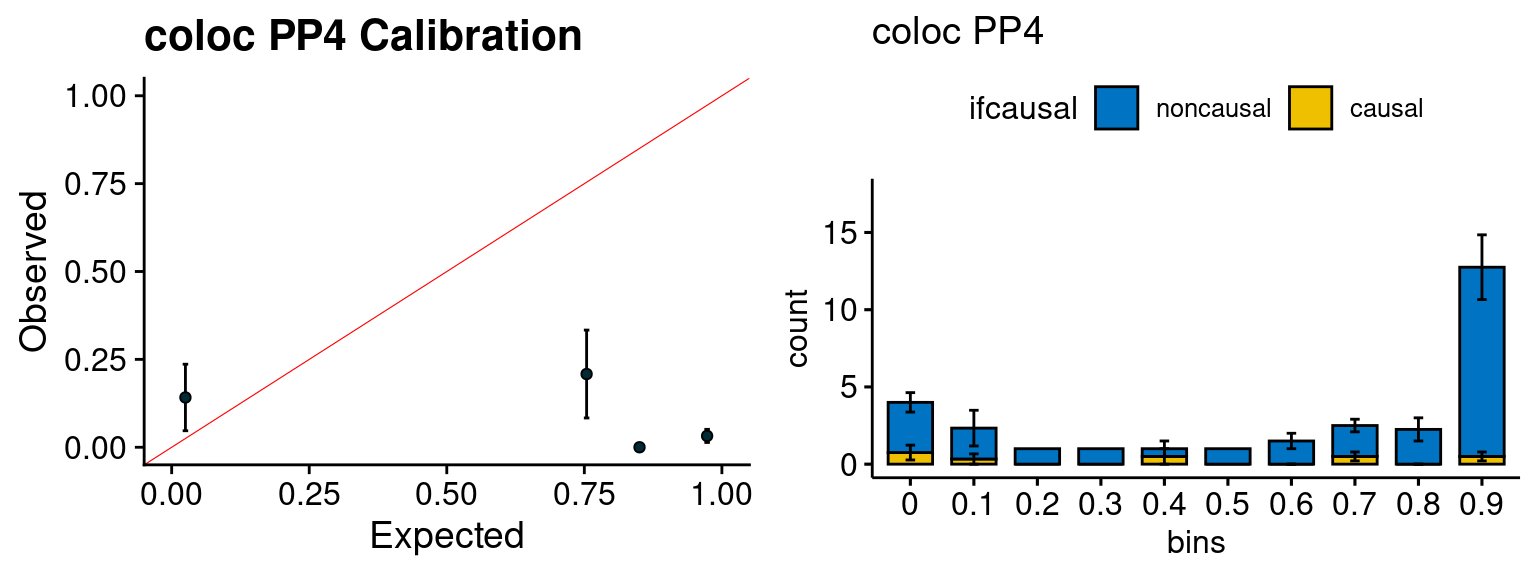 coloc PP4 Calibration
Observed
1.00
0.75
0.50
0.25
0.00
0.00 0.25 0.50 0.75 1.00
Expected
coloc PP4
ifcausal noncausal causal
count
15
10
5
0
0 0.1 0.2 0.3 0.4 0.5 0.6 0.7 0.8 0.9
bins